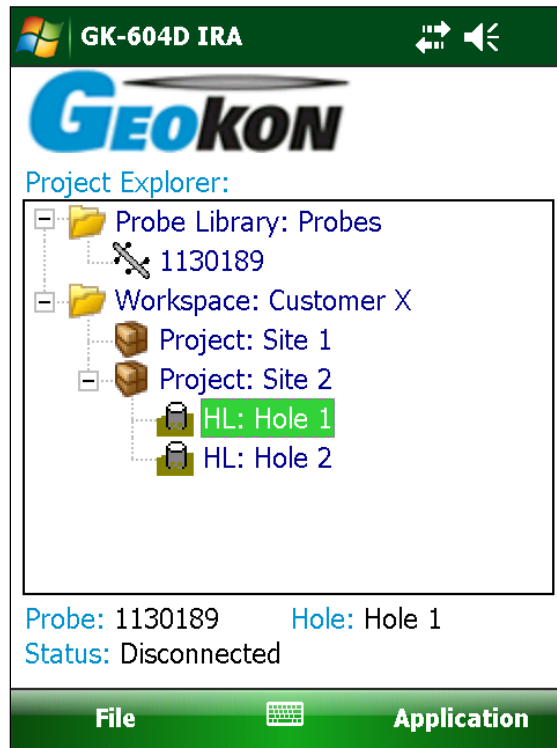 GK-604D IRA
GEOKON
Project Explorer:
Probe Library: Probes
1130189
Workspace: Customer X
Project: Site 1
Project: Site 2
HL: Hole 1
HL: Hole 2
Probe: 1130189 Hole: Hole 1
Status: Disconnected
File Application